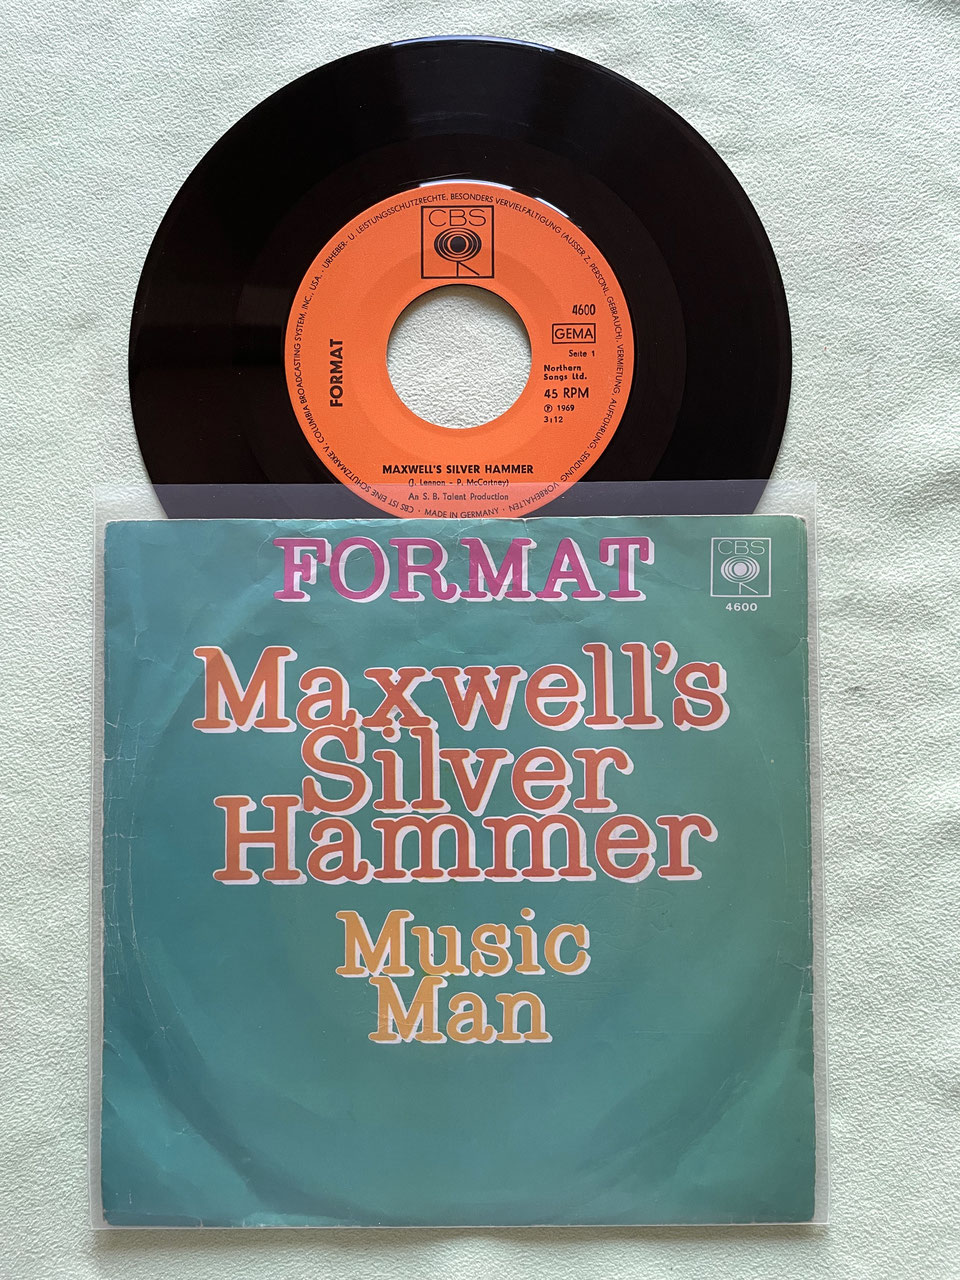 CBS
4600
GEMA
Seite 1
Northern
Songs Ltd.
45 RPM
℗ 1969
3:12
FORMAT
MAXWELL'S SILVER HAMMER
(J. Lennon - P. McCartney)
An S. B. Talent Production
· MADE IN GERMANY · CBS IST EINE SCHUTZMARKE V. COLUMBIA BROADCASTING SYSTEM, INC., USA. · URHEBER- U. LEISTUNGSSCHUTZRECHTE, BESONDERS VERVIELFÄLTIGUNG (AUSSER Z. PERSÖNL. GEBRAUCH), VERMIETUNG, AUFFÜHRUNG, SENDUNG VORBEHALTEN
FORMAT
CBS
4600
Maxwell's
Silver
Hammer
Music
Man